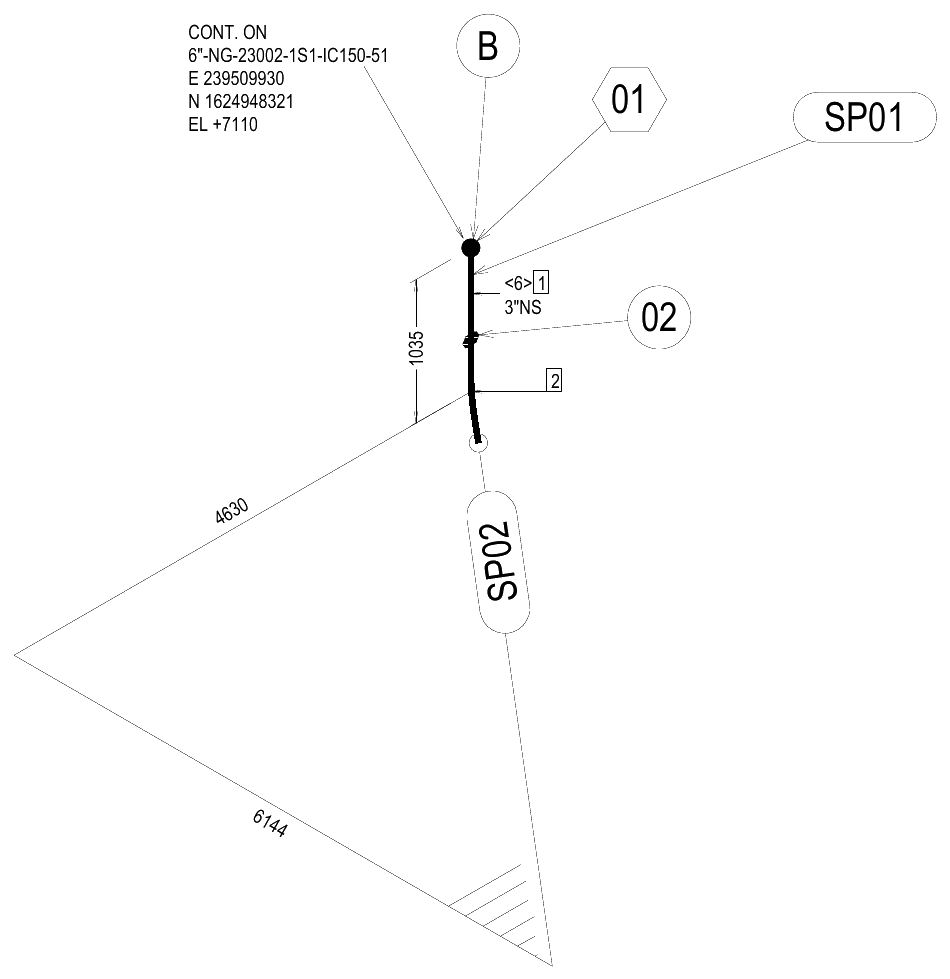 CONT. ON
6"-NG-23002-1S1-IC150-51
E 239509930
N 1624948321
EL +7110
B
01
SP01
<6> 1
3"NS
02
1035
2
4630
SP02
6144